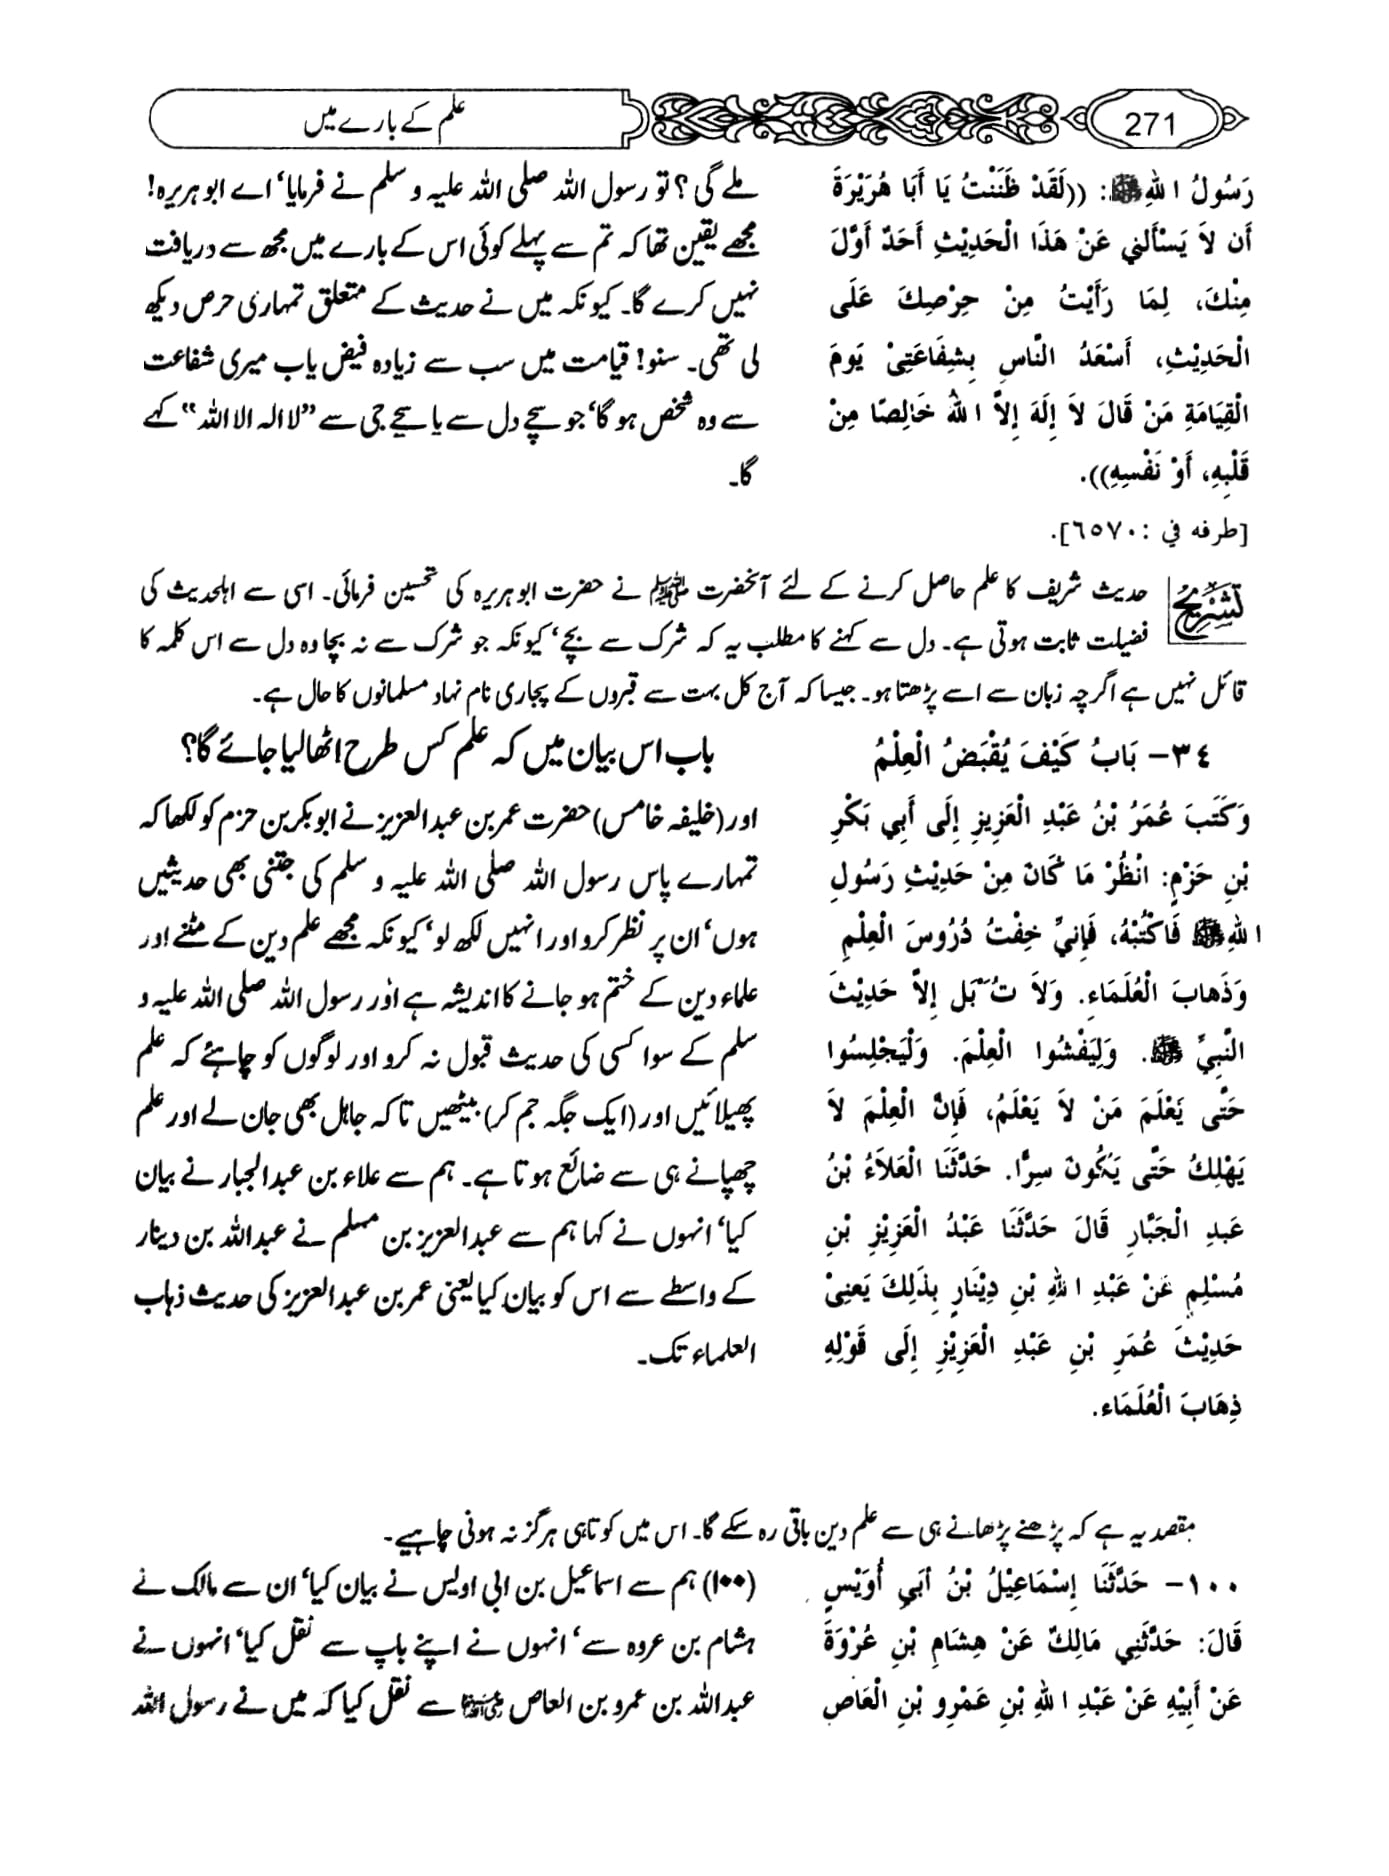 علم کے بارے میں
271
رَسُولُ اللهِ ﷺ: ((لَقَدْ ظَنَنْتُ يَا أَبَا هُرَيْرَةَ
أَن لاَ يَسْأَلَنِي عَنْ هَذَا الْحَدِيْثِ أَحَدٌ أَوَّلَ
مِنْكَ، لِمَا رَأَيْتُ مِنْ حِرْصِكَ عَلَى
الْحَدِيْثِ، أَسْعَدُ النَّاسِ بِشَفَاعَتِيْ يَومَ
الْقِيَامَةِ مَنْ قَالَ لاَ إِلَهَ إِلاَّ اللهُ خَالِصًا مِنْ
قَلْبِهِ، أَوْ نَفْسِهِ)).
[طرفه في : ٦٥٧٠].
ملے گی؟ تو رسول اللہ صلی اللہ علیہ و سلم نے فرمایا‘ اے ابو ہریرہ!
مجھے یقین تھا کہ تم سے پہلے کوئی اس کے بارے میں مجھ سے دریافت
نہیں کرے گا۔ کیونکہ میں نے حدیث کے متعلق تمہاری حرص دیکھ
لی تھی۔ سنو! قیامت میں سب سے زیادہ فیض یاب میری شفاعت
سے وہ شخص ہو گا‘ جو سچے دل سے یا سچے جی سے ”لا الہ الا اللہ“ کہے
گا۔
تشریح
حدیث شریف کا علم حاصل کرنے کے لئے آنحضرت ﷺ نے حضرت ابو ہریرہ کی تحسین فرمائی۔ اسی سے اہلحدیث کی
فضیلت ثابت ہوتی ہے۔ دل سے کہنے کا مطلب یہ کہ شرک سے بچے‘ کیونکہ جو شرک سے نہ بچا وہ دل سے اس کلمہ کا
قائل نہیں ہے اگرچہ زبان سے اسے پڑھتا ہو۔ جیسا کہ آج کل بہت سے قبروں کے پجاری نام نہاد مسلمانوں کا حال ہے۔
٣٤- بَابُ كَيْفَ يُقْبَضُ الْعِلْمُ
وَكَتَبَ عُمَرُ بْنُ عَبْدِ الْعَزِيزِ إِلَى أَبِي بَكْرِ
بْنِ حَزْمٍ: انْظُرْ مَا كَانَ مِنْ حَدِيْثِ رَسُولِ
اللهِ ﷺ فَاكْتُبْهُ، فَإِنِّي خِفْتُ دُرُوسَ الْعِلْمِ
وَذَهابَ الْعُلَمَاءِ. وَلاَ إِلاَّ حَدِيْثَ
النَّبِيِّ ﷺ. وَلِيَفْشُوا الْعِلْمَ. وَلْيَجْلِسُوا
حَتَّى يَعْلَمَ مَنْ لاَ يَعْلَمُ، فَإِنَّ الْعِلْمَ لاَ
يَهْلِكُ حَتَّى يَكُونَ سِرًّا. حَدَّثَنَا الْعَلاَءُ بْنُ
عَبدِ الْجَبَّارِ قَالَ حَدَّثَنَا عَبْدُ الْعَزِيْزِ بْنِ
مُسْلِمٍ عَنْ عَبْدِ اللهِ بْنِ دِيْنَارٍ بِذَلِكَ يَعنِيْ
حَدِيْثَ عُمَرِ بْنِ عَبْدِ الْعَزِيْزِ إِلَى قَوْلِهِ
ذِهَابَ الْعُلَمَاء.
باب اس بیان میں کہ علم کس طرح اٹھا لیا جائے گا؟
اور (خلیفہ خامس) حضرت عمر بن عبدالعزیز نے ابو بکر بن حزم کو لکھا کہ
تمہارے پاس رسول اللہ صلی اللہ علیہ و سلم کی جتنی بھی حدیثیں
ہوں‘ ان پر نظر کرو اور انہیں لکھ لو‘ کیونکہ مجھے علم دین کے مٹنے اور
علماء دین کے ختم ہو جانے کا اندیشہ ہے اور رسول اللہ صلی اللہ علیہ و
سلم کے سوا کسی کی حدیث قبول نہ کرو اور لوگوں کو چاہئے کہ علم
پھیلائیں اور (ایک جگہ جم کر) بیٹھیں تاکہ جاہل بھی جان لے اور علم
چھپانے ہی سے ضائع ہوتا ہے۔ ہم سے علاء بن عبدالجبار نے بیان
کیا‘ انہوں نے کہا ہم سے عبدالعزیز بن مسلم نے عبداللہ بن دینار
کے واسطے سے اس کو بیان کیا یعنی عمر بن عبدالعزیز کی حدیث ذہاب
العلماء تک۔
مقصد یہ ہے کہ پڑھنے پڑھانے ہی سے علم دین باقی رہ سکے گا۔ اس میں کوتاہی ہرگز نہ ہونی چاہیے۔
١٠٠- حَدَّثَنَا إِسْمَاعِيْلُ بْنُ أَبِي أُوَيْسٍ
قَالَ: حَدَّثَنِي مَالِكٌ عَنْ هِشَامِ بْنِ عُرْوَةَ
عَنْ أَبِيْهِ عَنْ عَبْدِ اللهِ بْنِ عَمْرِو بْنِ الْعَاصِ
(۱۰۰) ہم سے اسماعیل بن ابی اویس نے بیان کیا‘ ان سے مالک نے
ہشام بن عروہ سے‘ انہوں نے اپنے باپ سے نقل کیا‘ انہوں نے
عبداللہ بن عمرو بن العاص سے نقل کیا کہ میں نے رسول اللہ